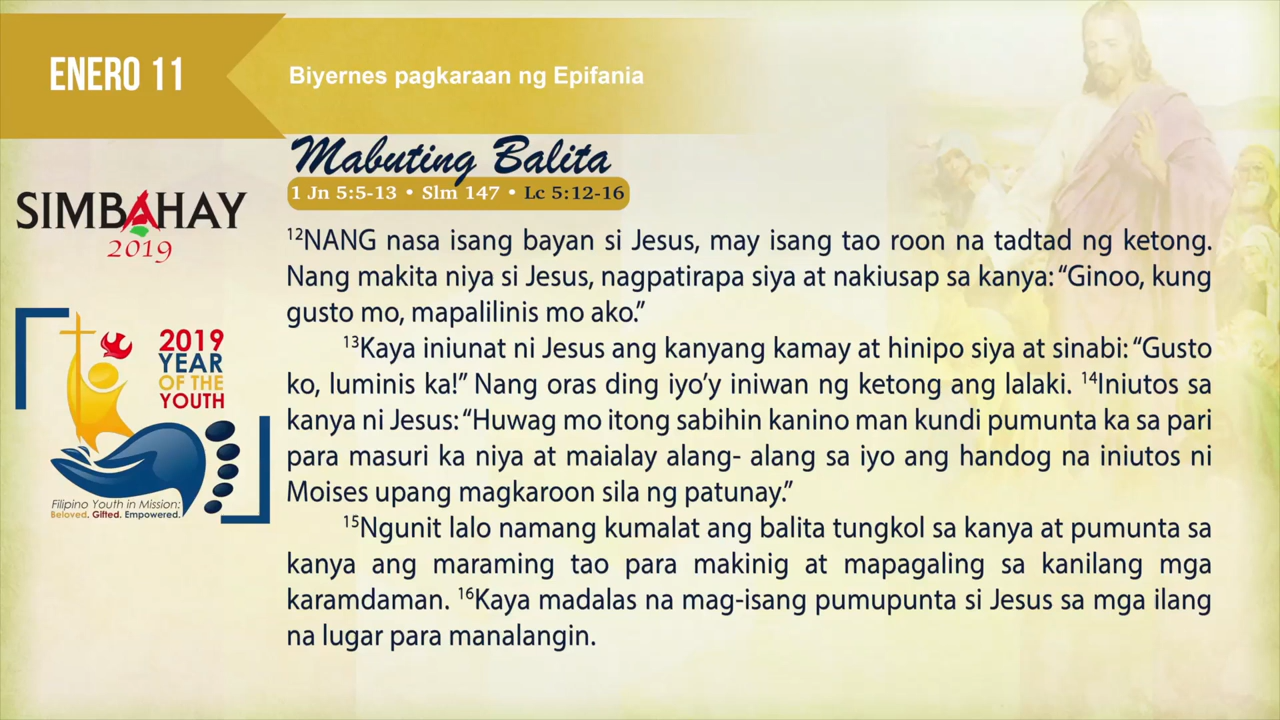 ENERO 11
Biyernes pagkaraan ng Epifania
Mabuting Balita
1 Jn 5:5-13 • Slm 147 • Lc 5:12-16
SIMBAHAY
2019
2019
YEAR
OF THE
YOUTH
Filipino Youth in Mission:
Beloved. Gifted. Empowered.
¹²NANG nasa isang bayan si Jesus, may isang tao roon na tadtad ng ketong.
Nang makita niya si Jesus, nagpatirapa siya at nakiusap sa kanya: “Ginoo, kung
gusto mo, mapalilinis mo ako.”
¹³Kaya iniunat ni Jesus ang kanyang kamay at hinipo siya at sinabi: “Gusto
ko, luminis ka!” Nang oras ding iyo’y iniwan ng ketong ang lalaki. ¹⁴Iniutos sa
kanya ni Jesus: “Huwag mo itong sabihin kanino man kundi pumunta ka sa pari
para masuri ka niya at maialay alang- alang sa iyo ang handog na iniutos ni
Moises upang magkaroon sila ng patunay.”
¹⁵Ngunit lalo namang kumalat ang balita tungkol sa kanya at pumunta sa
kanya ang maraming tao para makinig at mapagaling sa kanilang mga
karamdaman. ¹⁶Kaya madalas na mag-isang pumupunta si Jesus sa mga ilang
na lugar para manalangin.